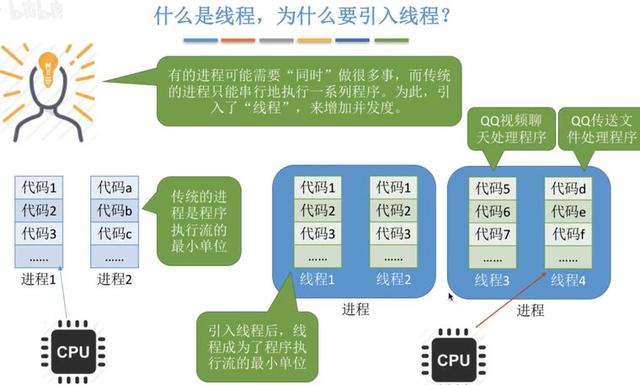 bilibili
什么是线程，为什么要引入线程？
有的进程可能需要“同时”做很多事，而传统
的进程只能串行地执行一系列程序。为此，引
入了“线程”，来增加并发度。
QQ视频聊
天处理程序
QQ传送文
件处理程序
代码1
代码2
代码3
……
进程1
代码a
代码b
代码c
……
进程2
传统的进
程是程序
执行流的
最小单位
代码1
代码2
代码3
……
线程1
代码1
代码2
代码3
……
线程2
进程
代码5
代码6
代码7
……
线程3
代码d
代码e
代码f
……
线程4
进程
CPU
引入线程后，线
程成为了程序执
行流的最小单位
CPU